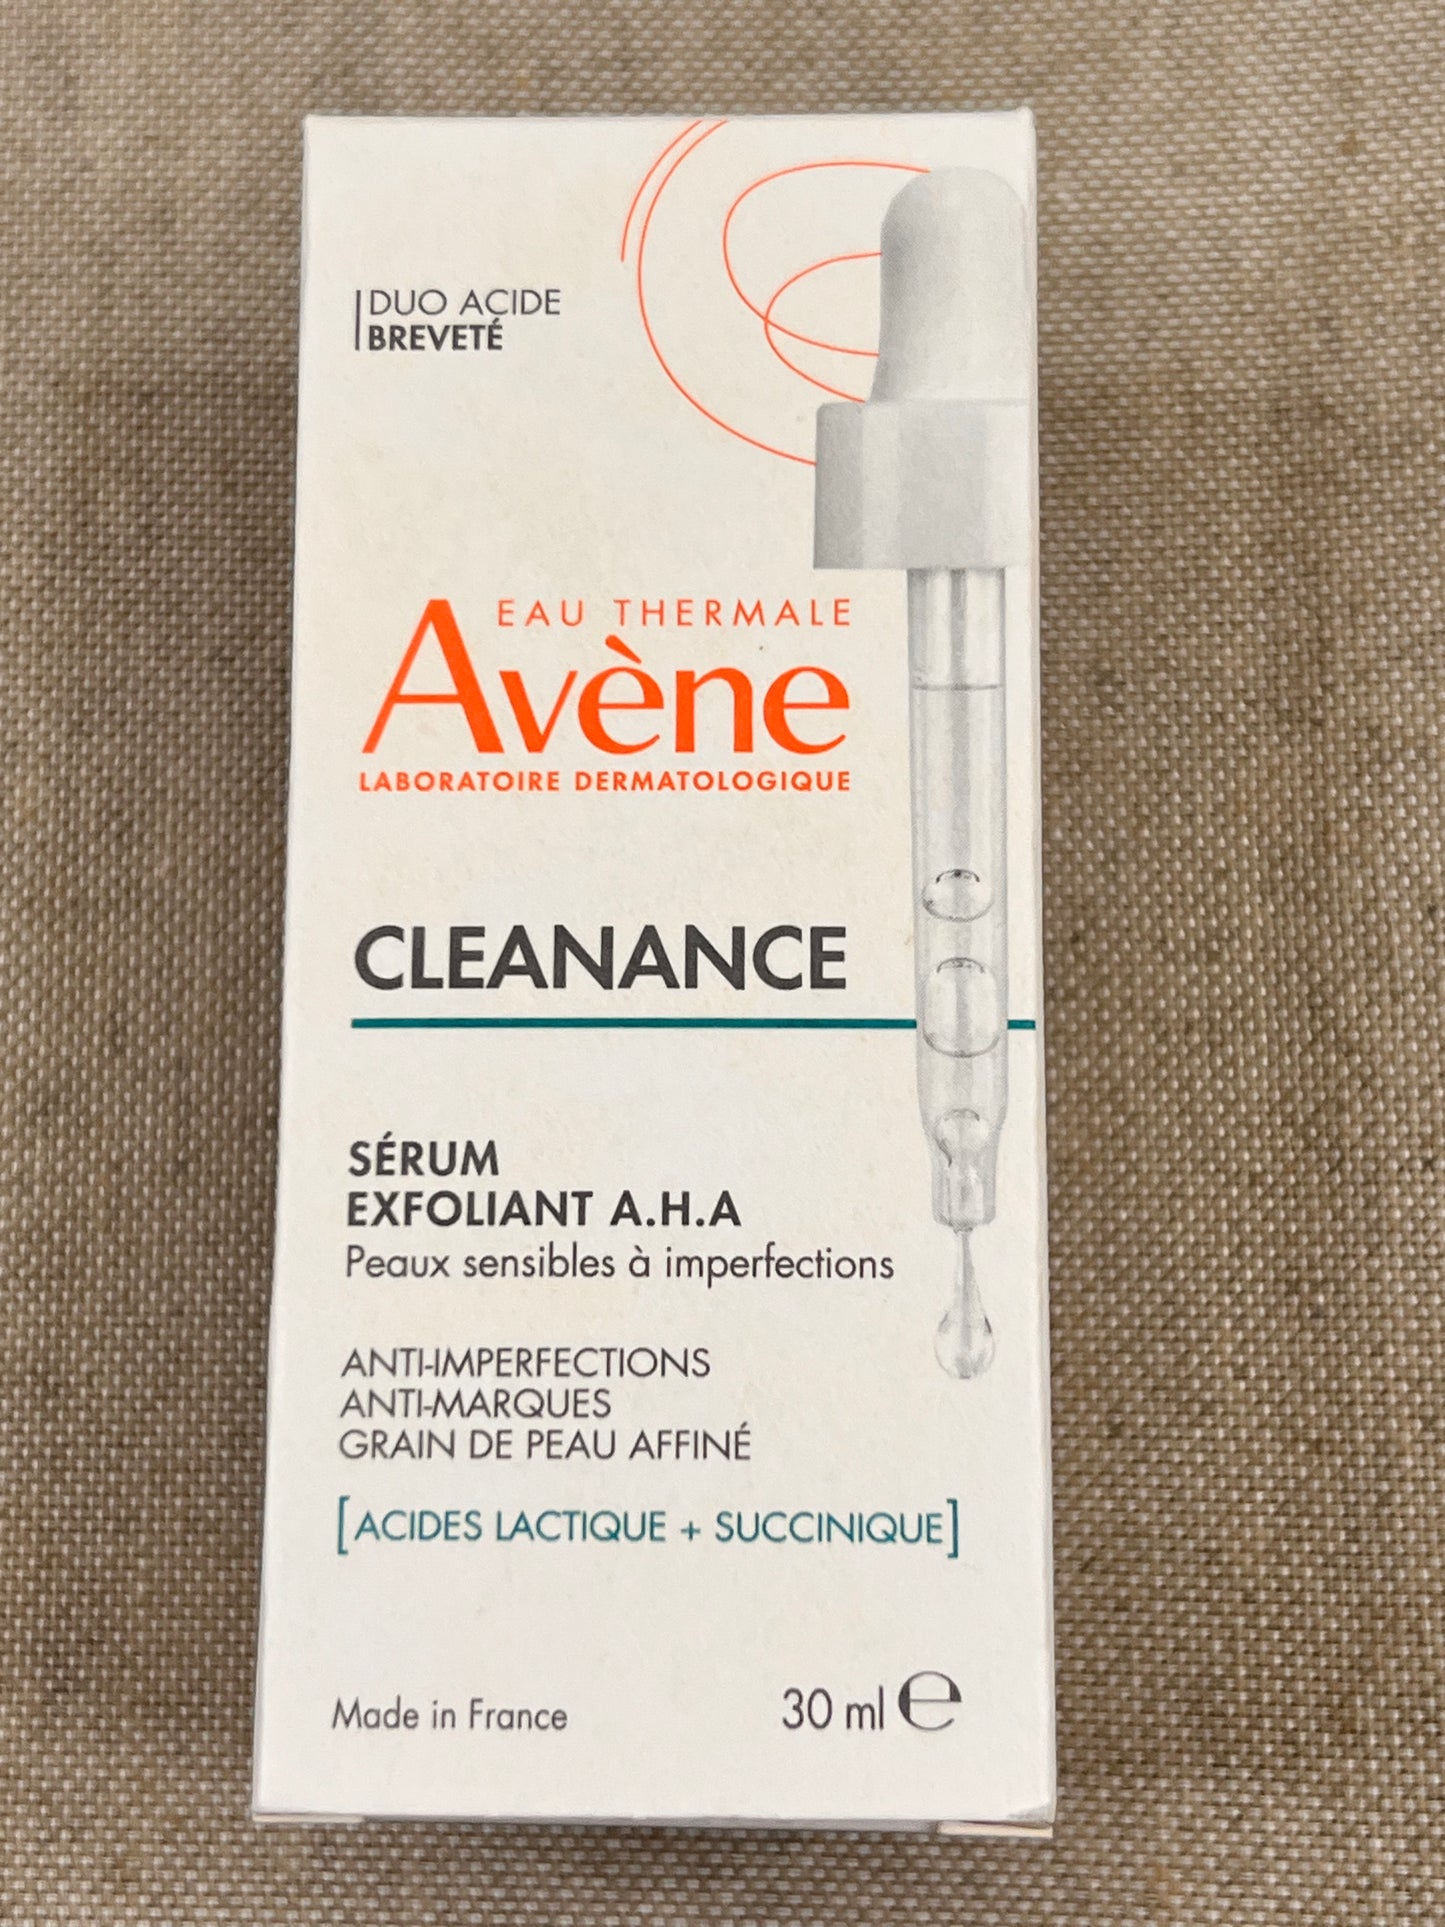 DUO ACIDE
BREVETÉ
EAU THERMALE
Avène
LABORATOIRE DERMATOLOGIQUE
CLEANANCE
SÉRUM
EXFOLIANT A.H.A
Peaux sensibles à imperfections
ANTI-IMPERFECTIONS
ANTI-MARQUES
GRAIN DE PEAU AFFINÉ
[ACIDES LACTIQUE + SUCCINIQUE]
Made in France
30 ml ℮